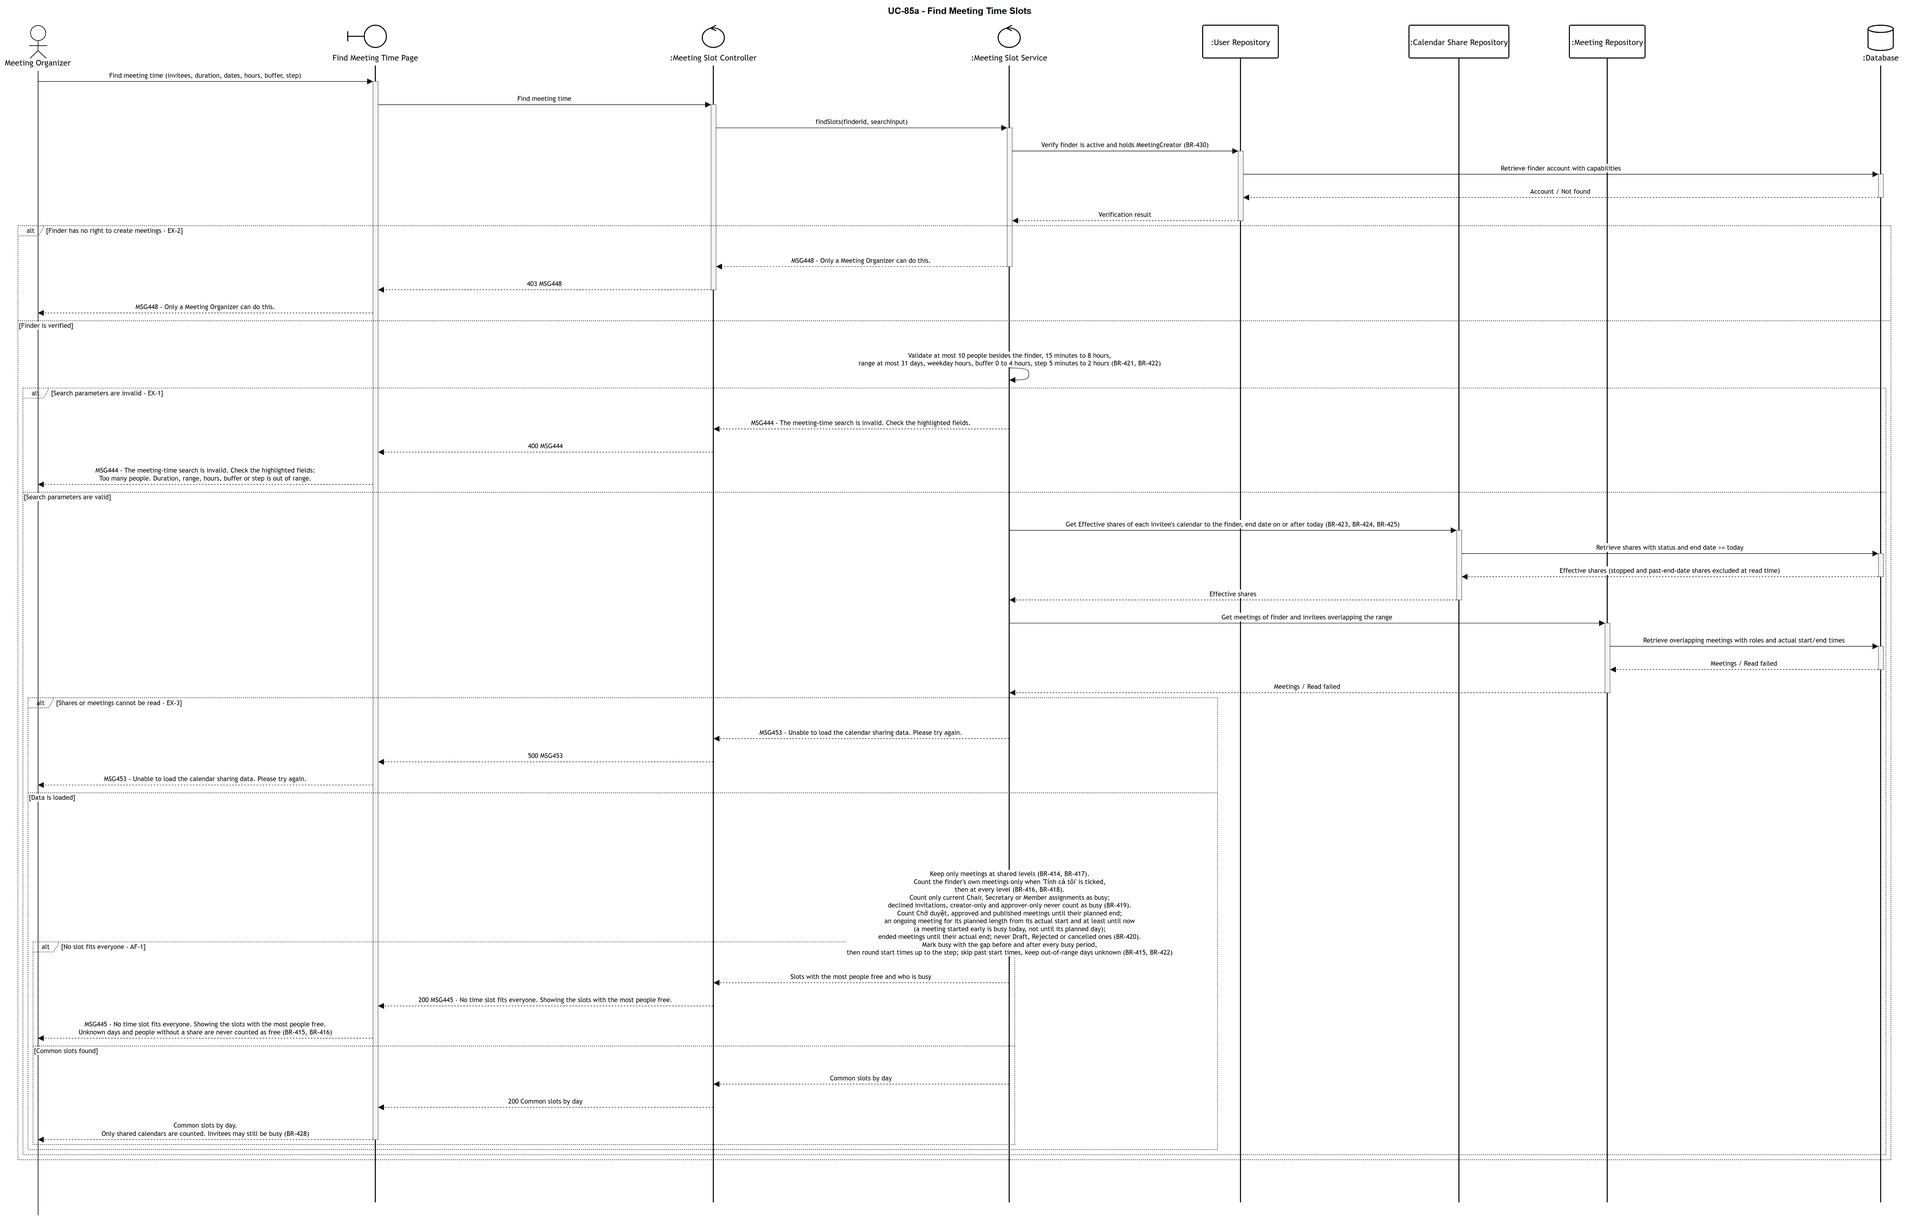 UC-85a - Find Meeting Time Slots
Meeting Organizer
Find Meeting Time Page
:Meeting Slot Controller
:Meeting Slot Service
:User Repository
:Calendar Share Repository
:Meeting Repository
:Database
Find meeting time (invitees, duration, dates, hours, buffer, step)
Find meeting time
findSlots(finderId, searchInput)
Verify finder is active and holds MeetingCreator (BR-430)
Retrieve finder account with capabilities
Account / Not found
Verification result
alt
[Finder has no right to create meetings - EX-2]
MSG448 - Only a Meeting Organizer can do this.
403 MSG448
MSG448 - Only a Meeting Organizer can do this.
[Finder is verified]
Validate at most 10 people besides the finder, 15 minutes to 8 hours,
range at most 31 days, weekday hours, buffer 0 to 4 hours, step 5 minutes to 2 hours (BR-421, BR-422)
alt
[Search parameters are invalid - EX-1]
MSG444 - The meeting-time search is invalid. Check the highlighted fields.
400 MSG444
MSG444 - The meeting-time search is invalid. Check the highlighted fields:
Too many people. Duration, range, hours, buffer or step is out of range.
[Search parameters are valid]
Get Effective shares of each invitee's calendar to the finder, end date on or after today (BR-423, BR-424, BR-425)
Retrieve shares with status and end date >= today
Effective shares (stopped and past-end-date shares excluded at read time)
Effective shares
Get meetings of finder and invitees overlapping the range
Retrieve overlapping meetings with roles and actual start/end times
Meetings / Read failed
Meetings / Read failed
alt
[Shares or meetings cannot be read - EX-3]
MSG453 - Unable to load the calendar sharing data. Please try again.
500 MSG453
MSG453 - Unable to load the calendar sharing data. Please try again.
[Data is loaded]
Keep only meetings at shared levels (BR-414, BR-417).
Count the finder's own meetings only when 'Tính cả tôi' is ticked,
then at every level (BR-416, BR-418).
Count only current Chair, Secretary or Member assignments as busy;
declined invitations, creator-only and approver-only never count as busy (BR-419).
Count Chờ duyệt, approved and published meetings until their planned end;
an ongoing meeting for its planned length from its actual start and at least until now
(a meeting started early is busy today, not until its planned day);
ended meetings until their actual end; never Draft, Rejected or cancelled ones (BR-420).
Mark busy with the gap before and after every busy period,
then round start times up to the step; skip past start times, keep out-of-range days unknown (BR-415, BR-422)
alt
[No slot fits everyone - AF-1]
Slots with the most people free and who is busy
200 MSG445 - No time slot fits everyone. Showing the slots with the most people free.
MSG445 - No time slot fits everyone. Showing the slots with the most people free.
Unknown days and people without a share are never counted as free (BR-415, BR-416)
[Common slots found]
Common slots by day
200 Common slots by day
Common slots by day.
Only shared calendars are counted. Invitees may still be busy (BR-428)